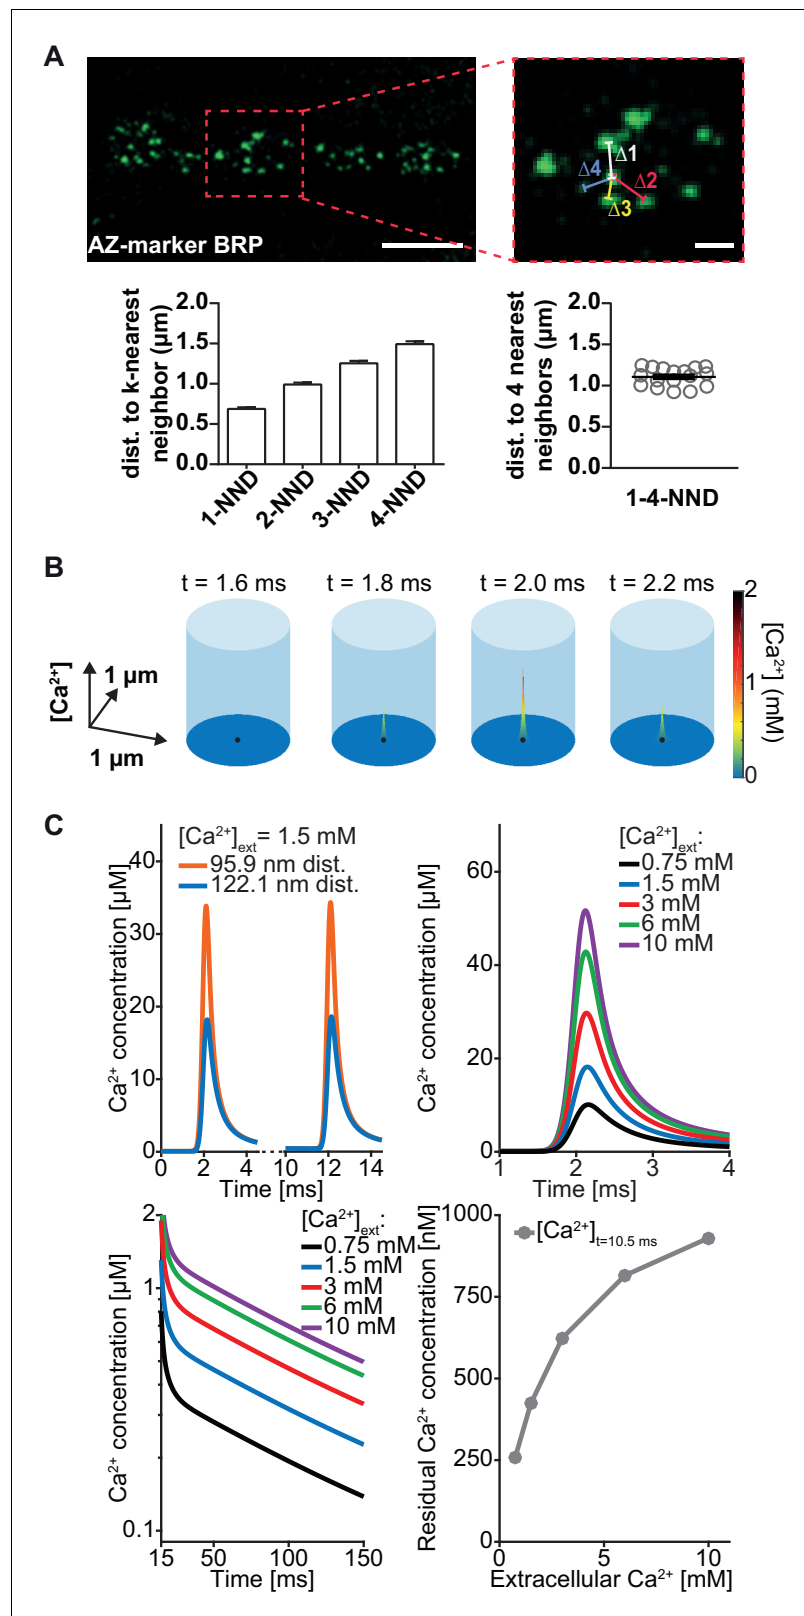 A
Δ1
Δ4
Δ2
Δ3
AZ-marker BRP
dist. to k-nearest
neighbor (µm)
2.0
1.5
1.0
0.5
0.0
1-NND
2-NND
3-NND
4-NND
dist. to 4 nearest
neighbors (µm)
2.0
1.5
1.0
0.5
0.0
1-4-NND
B
t = 1.6 ms
t = 1.8 ms
t = 2.0 ms
t = 2.2 ms
[Ca²⁺]
1 µm
1 µm
2
1
0
[Ca²⁺] (mM)
C
Ca²⁺ concentration [µM]
[Ca²⁺]ext = 1.5 mM
95.9 nm dist.
122.1 nm dist.
40
30
20
10
0
0 2 4 10 12 14
Time [ms]
Ca²⁺ concentration [µM]
[Ca²⁺]ext:
0.75 mM
1.5 mM
3 mM
6 mM
10 mM
60
40
20
0
1 2 3 4
Time [ms]
Ca²⁺ concentration [µM]
[Ca²⁺]ext:
0.75 mM
1.5 mM
3 mM
6 mM
10 mM
2
1
0.1
15 50 100 150
Time [ms]
Residual Ca²⁺ concentration [nM]
[Ca²⁺]t=10.5 ms
1000
750
500
250
0
0 5 10
Extracellular Ca²⁺ [mM]